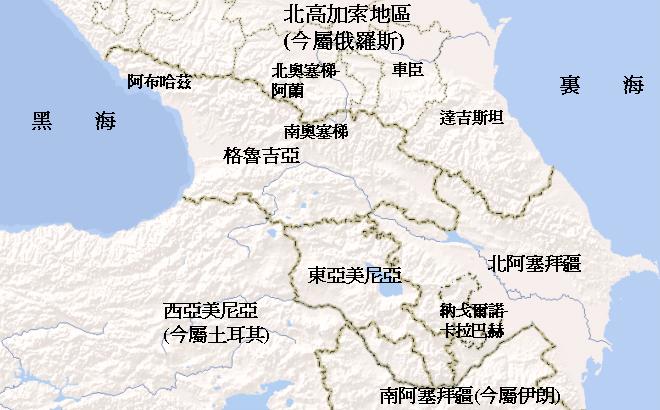 北高加索地區
(今屬俄羅斯)
北奧塞梯-
阿蘭
車臣
阿布哈茲
裏 海
黑 海
達吉斯坦
南奧塞梯
格魯吉亞
北阿塞拜疆
東亞美尼亞
西亞美尼亞
(今屬土耳其)
納戈爾諾-
卡拉巴赫
南阿塞拜疆(今屬伊朗)